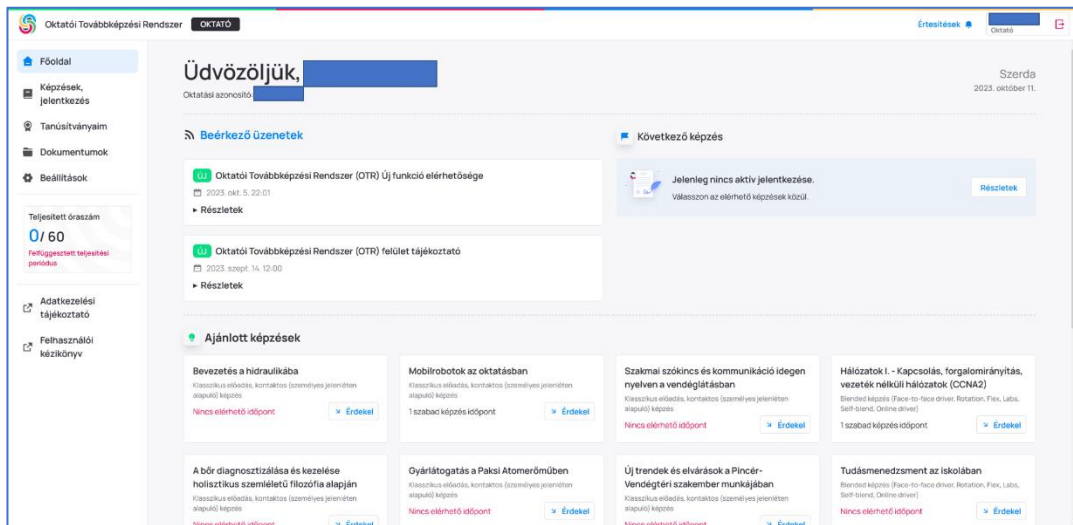 Oktatói Továbbképzési Rendszer OKTATÓ
Értesítések
Oktató
Főoldal
Képzések,
jelentkezés
Tanúsítványaim
Dokumentumok
Beállítások
Teljesített óraszám
0/ 60
Felfüggesztett teljesítési
periódus
Adatkezelési
tájékoztató
Felhasználói
kézikönyv
Üdvözöljük,
Oktatási azonosító:
Szerda
2023. október 11.
Beérkező üzenetek
ÚJ Oktatói Továbbképzési Rendszer (OTR) Új funkció elérhetősége
2023. okt. 5. 22:01
▸ Részletek
ÚJ Oktatói Továbbképzési Rendszer (OTR) felület tájékoztató
2023. szept. 14. 12:00
▸ Részletek
Következő képzés
Jelenleg nincs aktív jelentkezése.
Válasszon az elérhető képzések közül.
Részletek
Ajánlott képzések
Bevezetés a hidraulikába
Klasszikus előadás, kontaktos (személyes jelenléten
alapuló) képzés
Nincs elérhető időpont
Érdekel
Mobilrobotok az oktatásban
Klasszikus előadás, kontaktos (személyes jelenléten
alapuló) képzés
1 szabad képzés időpont
Érdekel
Szakmai szókincs és kommunikáció idegen
nyelven a vendéglátásban
Klasszikus előadás, kontaktos (személyes jelenléten
alapuló) képzés
Nincs elérhető időpont
Érdekel
Hálózatok I. - Kapcsolás, forgalomirányítás,
vezeték nélküli hálózatok (CCNA2)
Blended képzés (Face-to-face driver, Rotation, Flex, Labs,
Self-blend, Online driver)
1 szabad képzés időpont
Érdekel
A bőr diagnosztizálása és kezelése
holisztikus szemléletű filozófia alapján
Klasszikus előadás, kontaktos (személyes jelenléten
alapuló) képzés
Nincs elérhető időpont
Érdekel
Gyárlátogatás a Paksi Atomerőműben
Klasszikus előadás, kontaktos (személyes jelenléten
alapuló) képzés
Nincs elérhető időpont
Érdekel
Új trendek és elvárások a Pincér-
Vendégtéri szakember munkájában
Klasszikus előadás, kontaktos (személyes jelenléten
alapuló) képzés
Nincs elérhető időpont
Érdekel
Tudásmenedzsment az iskolában
Blended képzés (Face-to-face driver, Rotation, Flex, Labs,
Self-blend, Online driver)
Nincs elérhető időpont
Érdekel